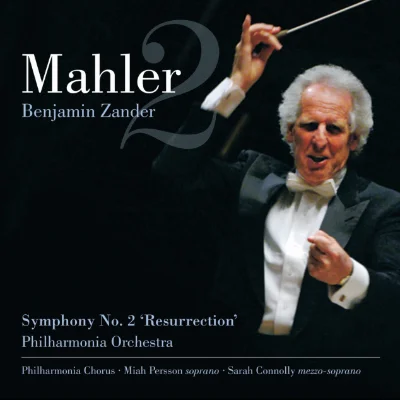 Mahler
2
Benjamin Zander
Symphony No. 2 ‘Resurrection’
Philharmonia Orchestra
Philharmonia Chorus · Miah Persson soprano · Sarah Connolly mezzo-soprano